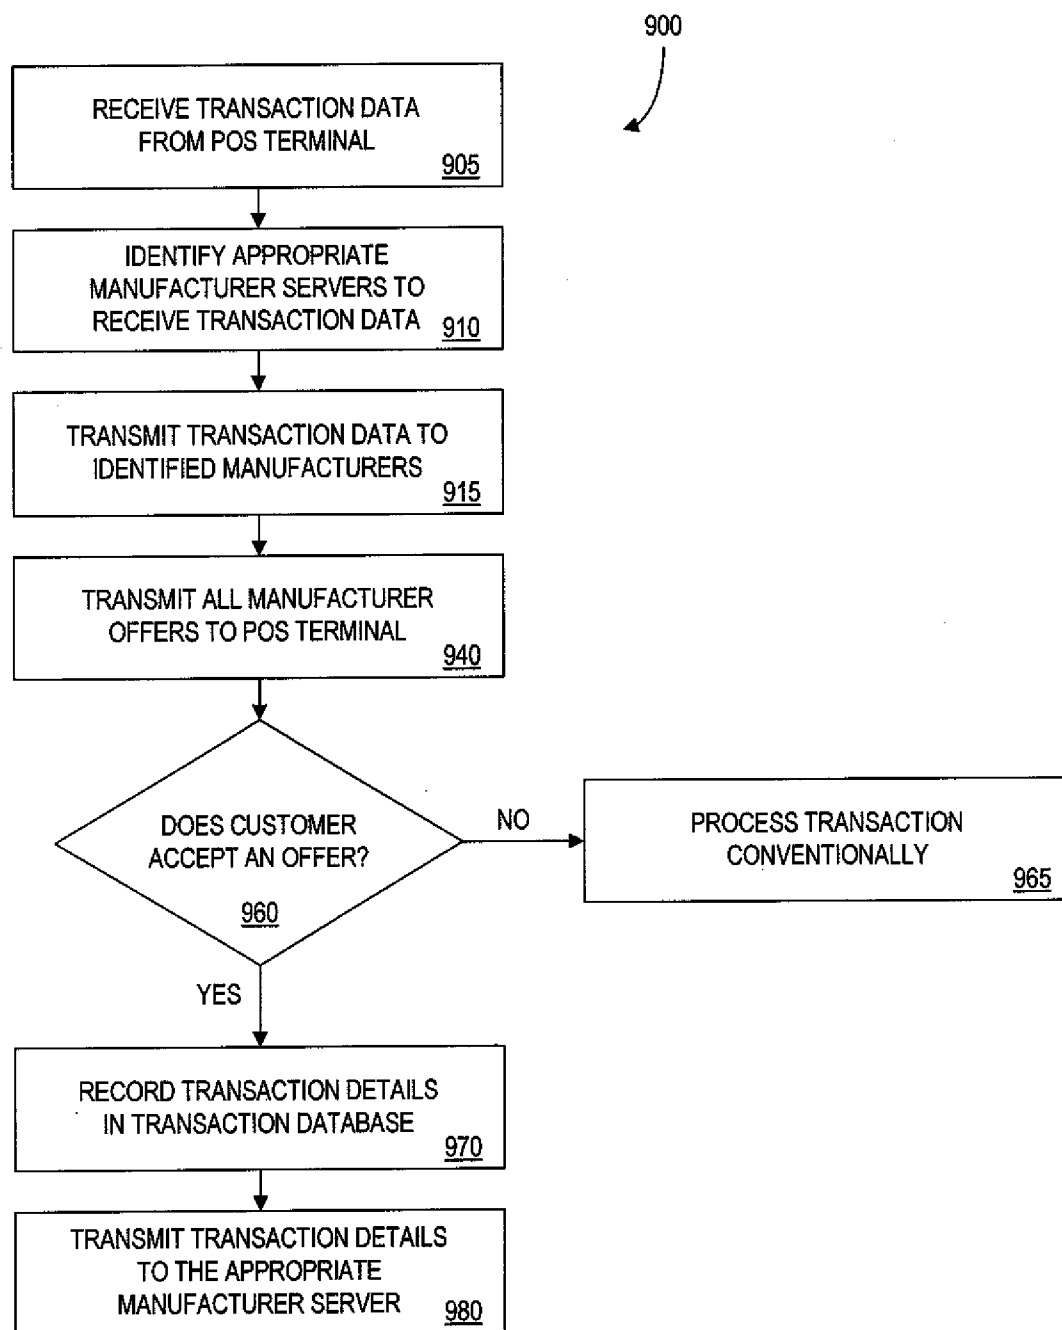 900
RECEIVE TRANSACTION DATA
FROM POS TERMINAL
905
IDENTIFY APPROPRIATE
MANUFACTURER SERVERS TO
RECEIVE TRANSACTION DATA
910
TRANSMIT TRANSACTION DATA TO
IDENTIFIED MANUFACTURERS
915
TRANSMIT ALL MANUFACTURER
OFFERS TO POS TERMINAL
940
DOES CUSTOMER
ACCEPT AN OFFER?
960
NO
PROCESS TRANSACTION
CONVENTIONALLY
965
YES
RECORD TRANSACTION DETAILS
IN TRANSACTION DATABASE
970
TRANSMIT TRANSACTION DETAILS
TO THE APPROPRIATE
MANUFACTURER SERVER
980